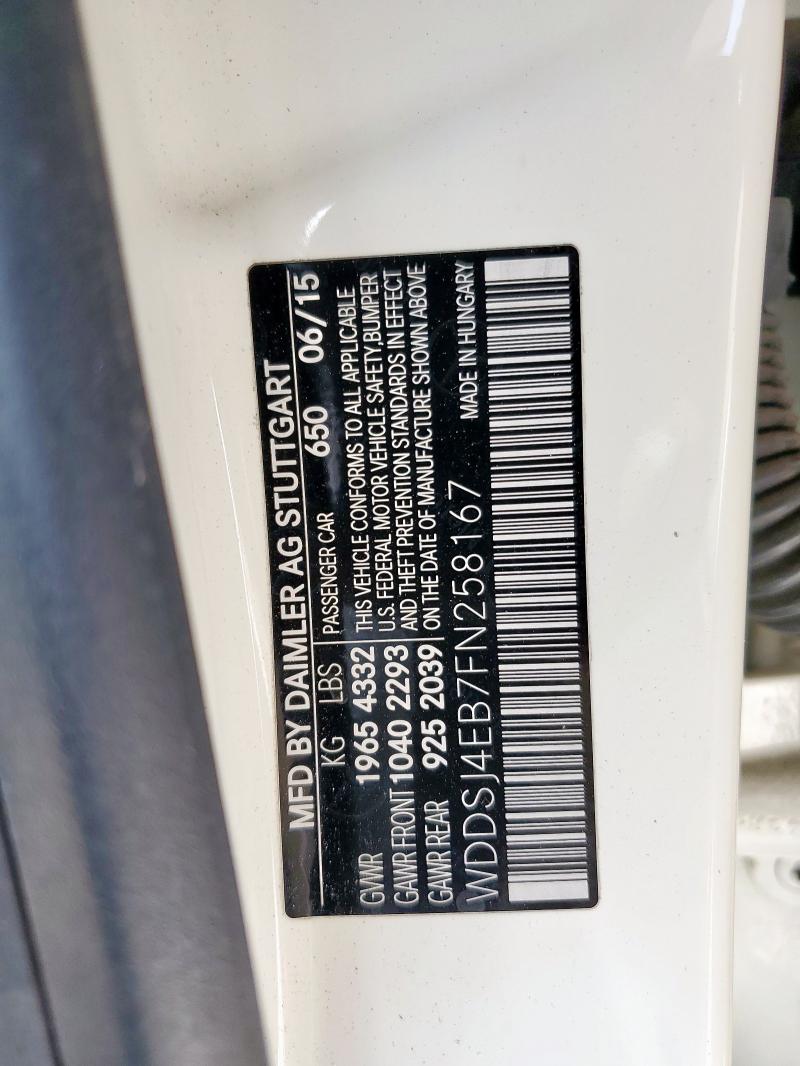 MFD BY DAIMLER AG STUTTGART
KG LBS PASSENGER CAR 650 06/15
GVWR 1965 4332 THIS VEHICLE CONFORMS TO ALL APPLICABLE
GAWR FRONT 1040 2293 U.S. FEDERAL MOTOR VEHICLE SAFETY, BUMPER
AND THEFT PREVENTION STANDARDS IN EFFECT
GAWR REAR 925 2039 ON THE DATE OF MANUFACTURE SHOWN ABOVE
WDDSJ4EB7FN258167 MADE IN HUNGARY